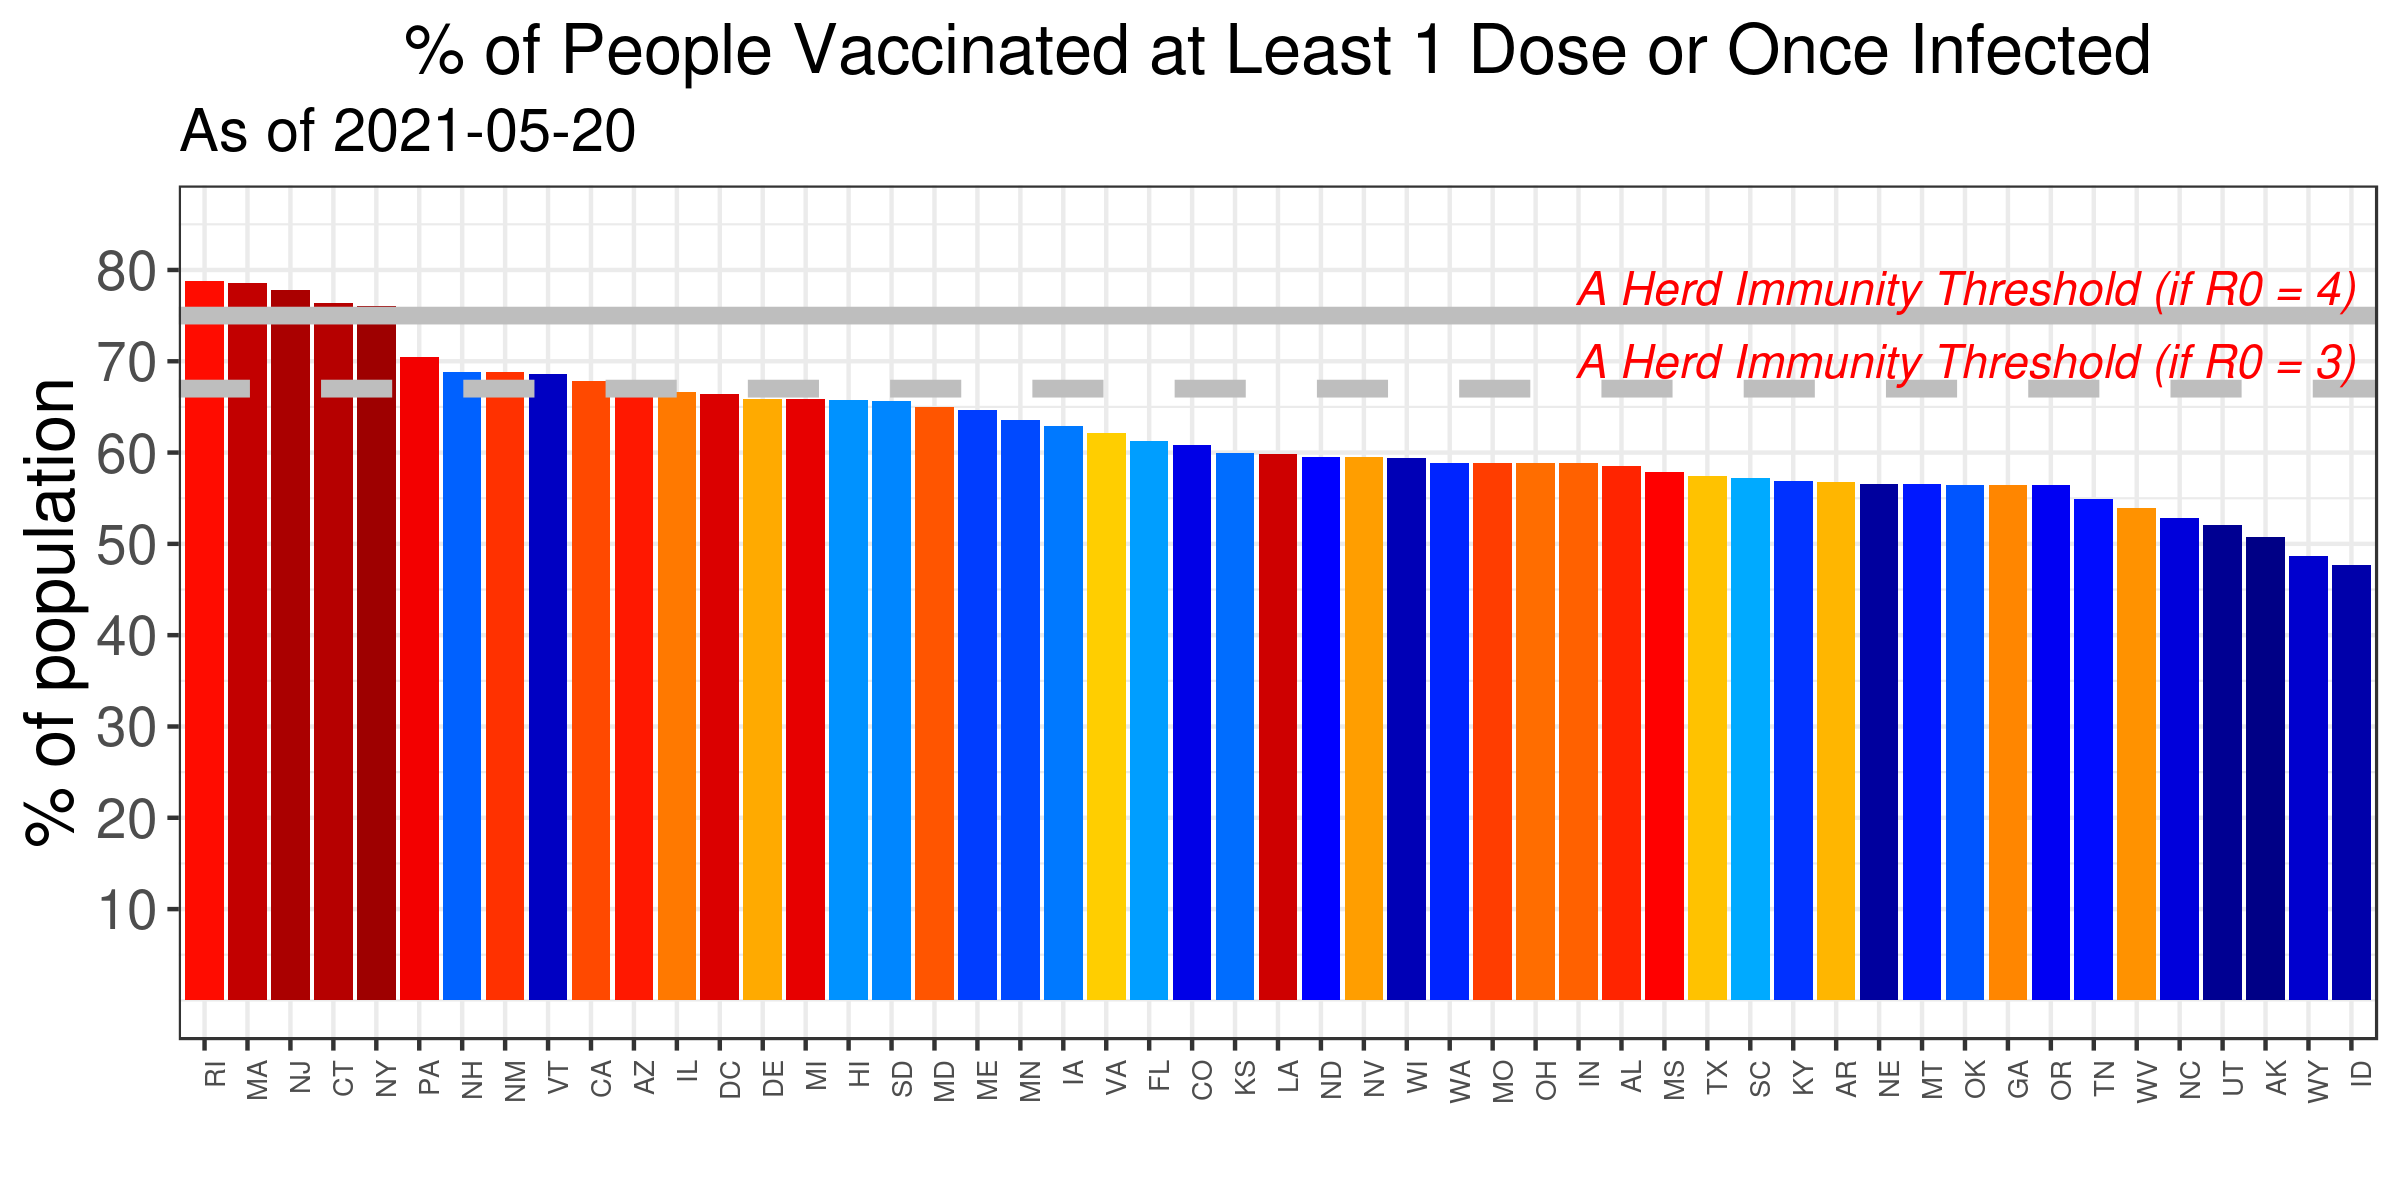 % of People Vaccinated at Least 1 Dose or Once Infected
As of 2021-05-20
% of population
80
70
60
50
40
30
20
10
A Herd Immunity Threshold (if R0 = 4)
A Herd Immunity Threshold (if R0 = 3)
RI MA NJ CT NY PA NH NM VT CA AZ IL DC DE MI HI SD MD ME MN IA VA FL CO KS LA ND NV WI WA MO OH IN AL MS TX SC KY AR NE MT OK GA OR TN WV NC UT AK WY ID